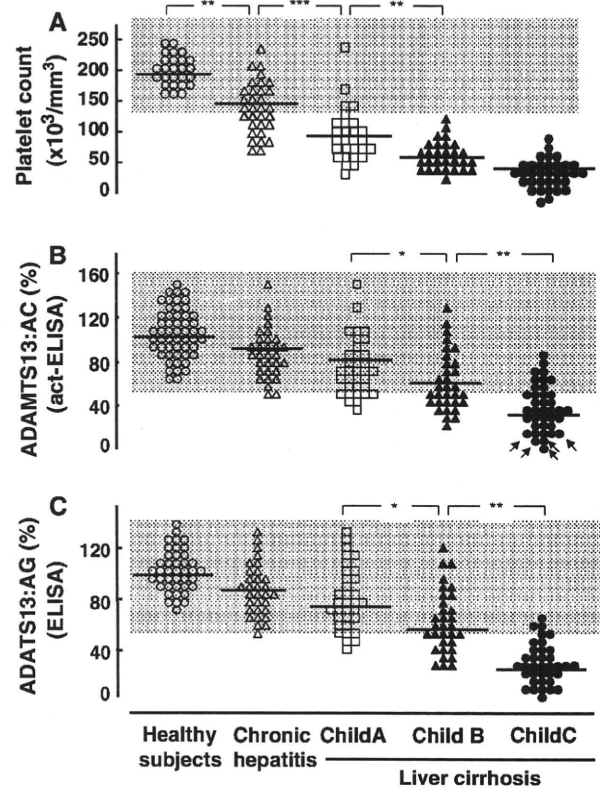 A
** *** **
Platelet count
(x10³/mm³)
250
200
150
100
50
0
B
* **
ADAMTS13:AC (%)
(act-ELISA)
160
120
80
40
0
C
* **
ADATS13:AG (%)
(ELISA)
120
80
40
0
Healthy subjects
Chronic hepatitis
ChildA
Child B
ChildC
Liver cirrhosis